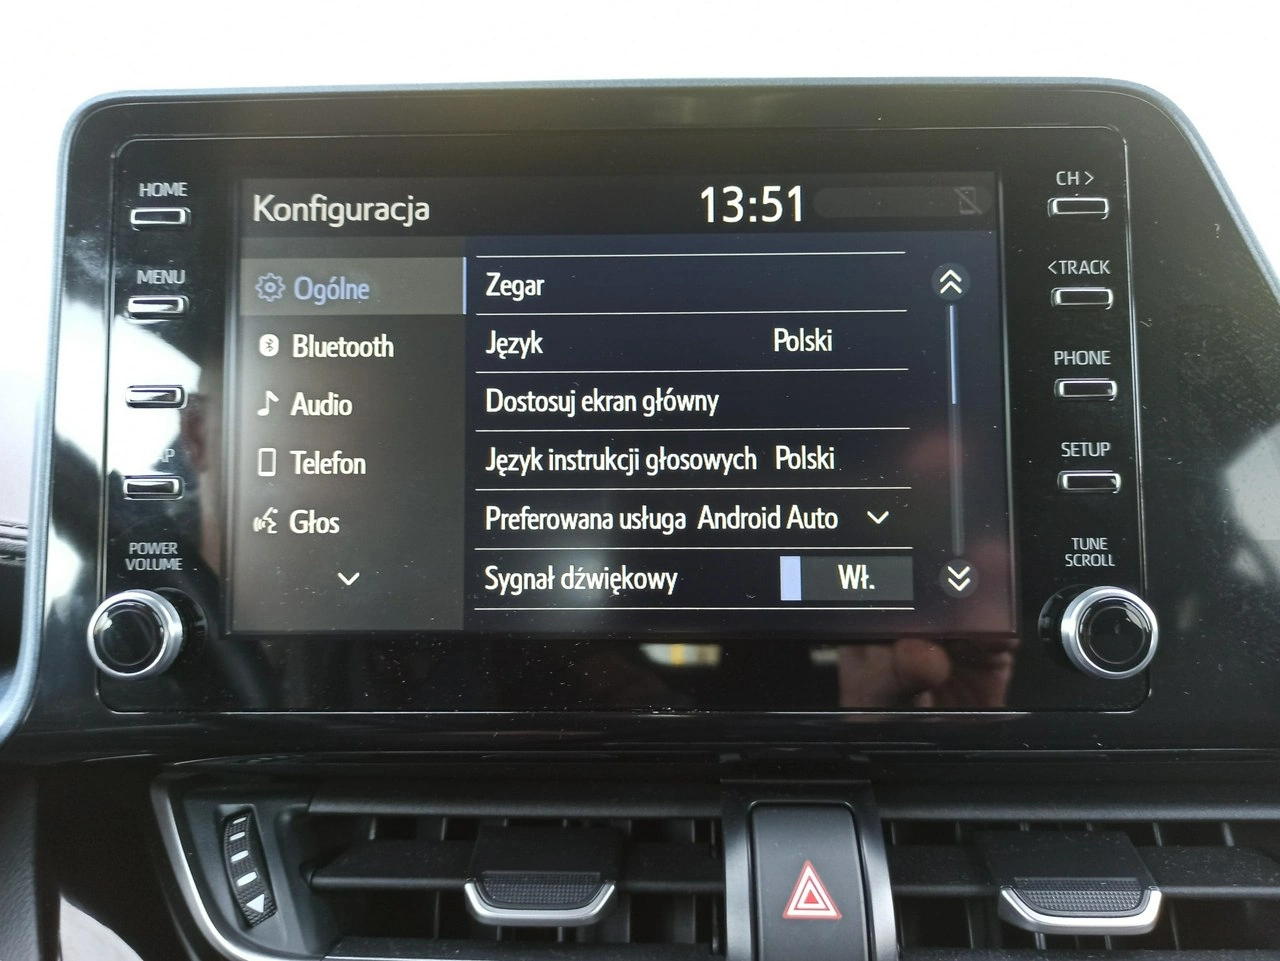 HOME
MENU
POWER
VOLUME
Konfiguracja
13:51
Ogólne
Bluetooth
Audio
Telefon
Głos
Zegar
Język Polski
Dostosuj ekran główny
Język instrukcji głosowych Polski
Preferowana usługa Android Auto
Sygnał dźwiękowy Wł.
CH >
< TRACK
PHONE
SETUP
TUNE
SCROLL